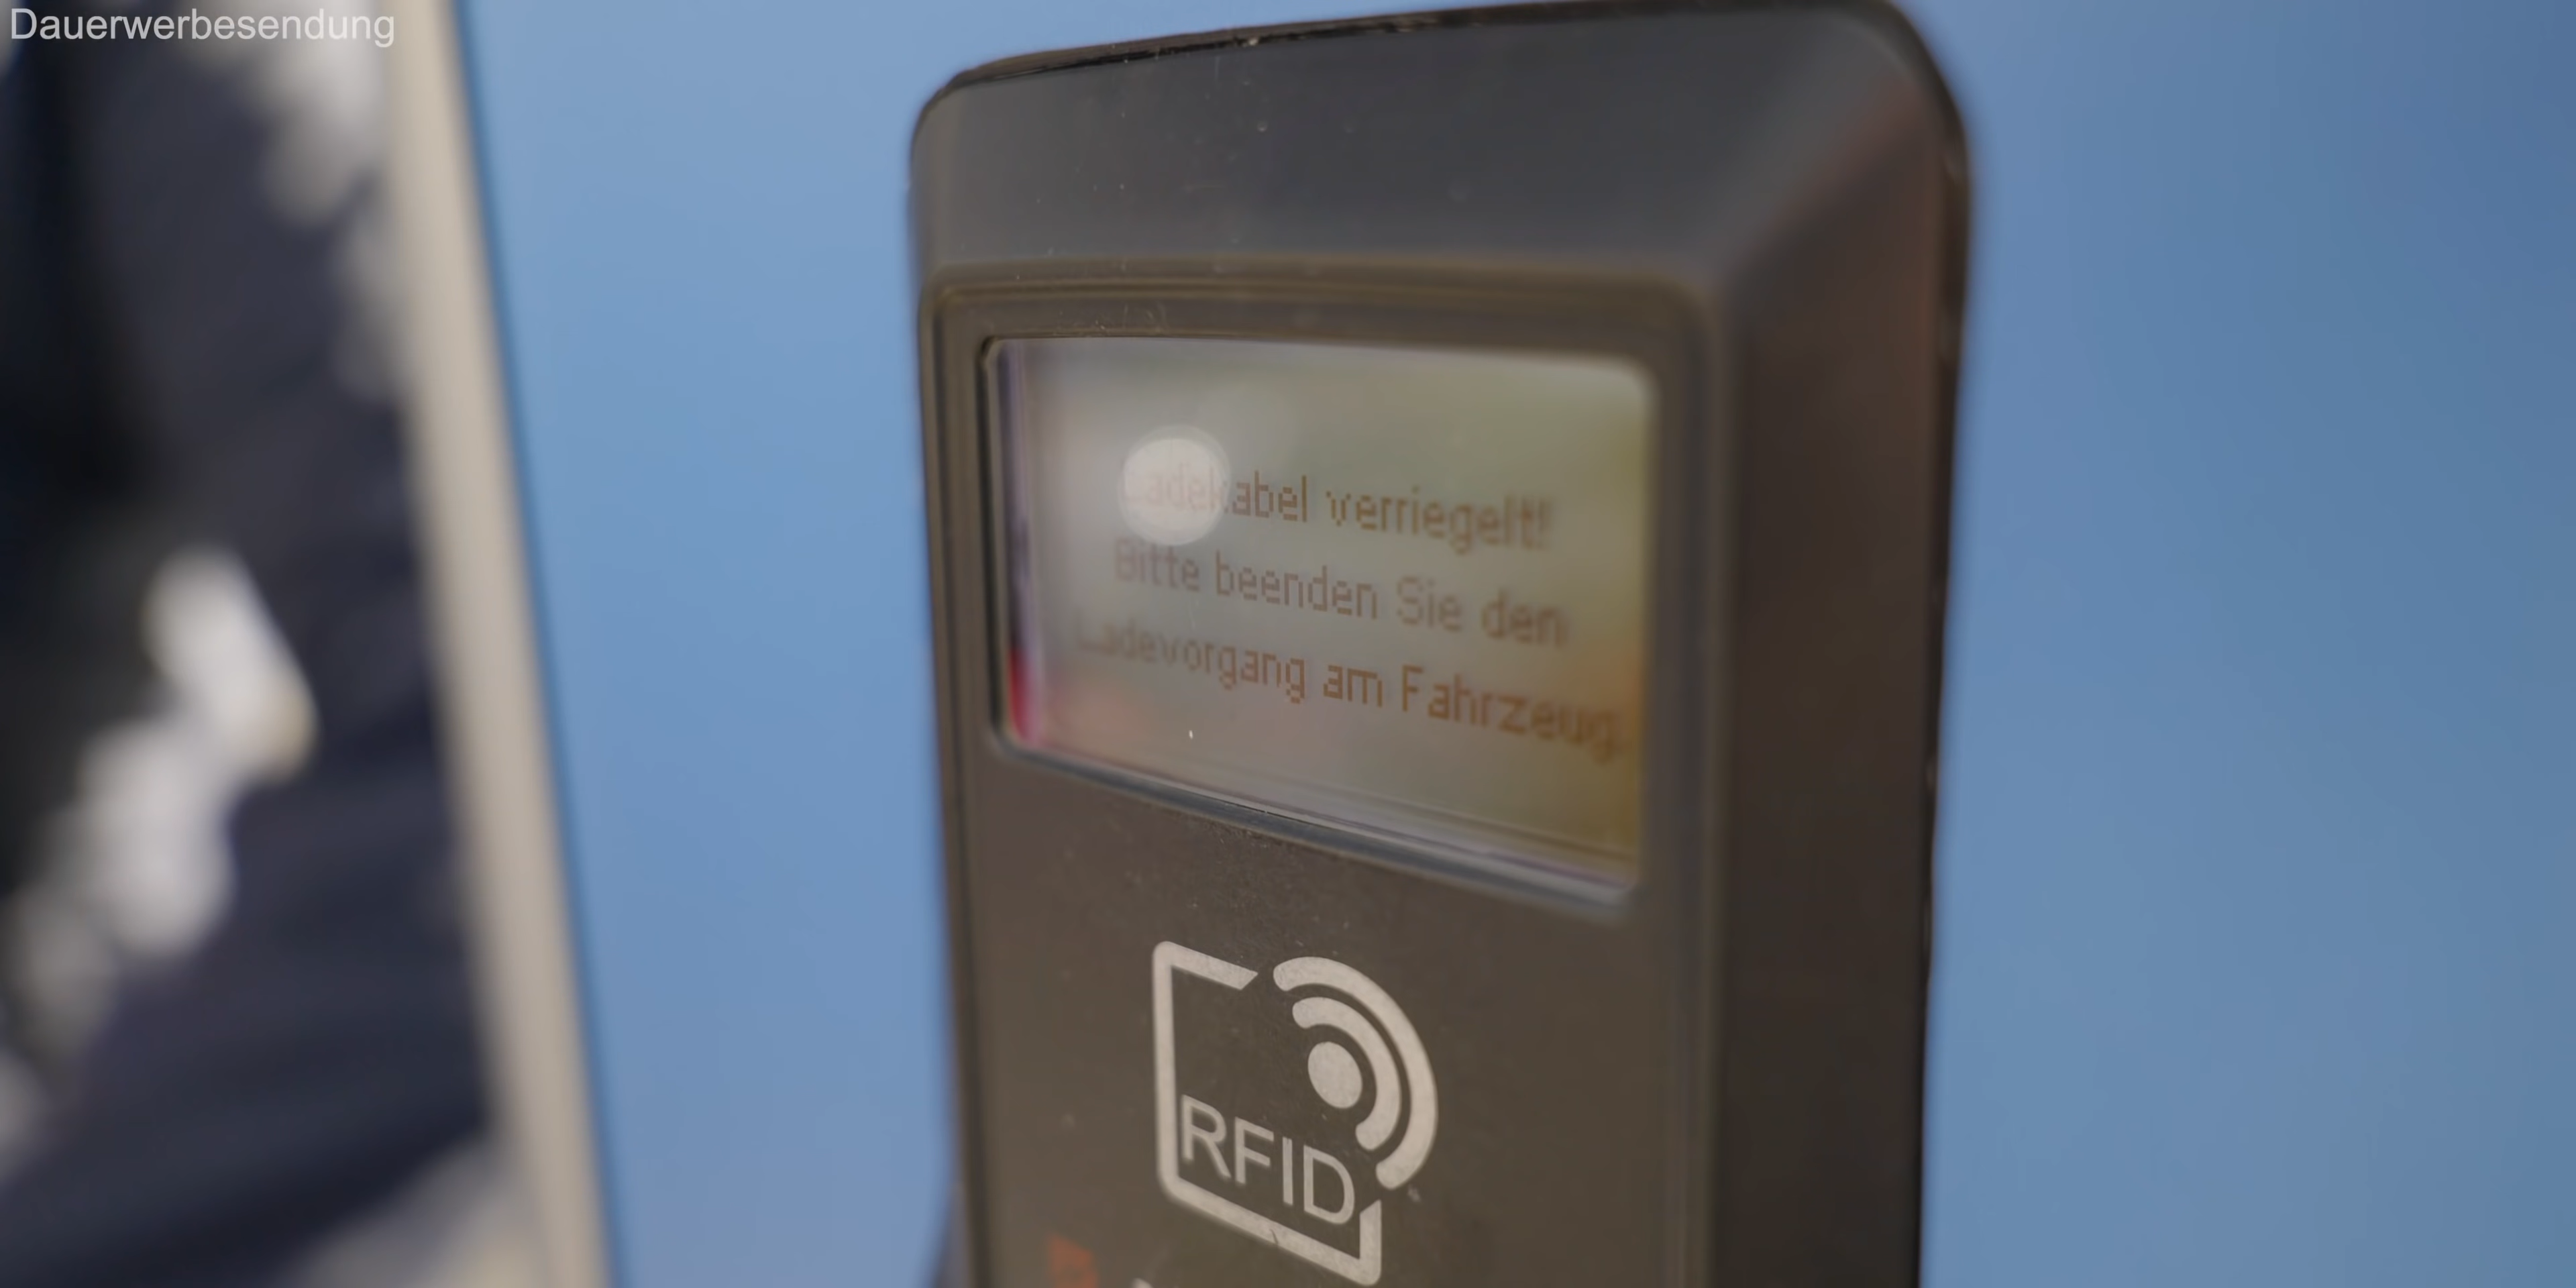 Dauerwerbesendung
Ladekabel verriegelt!
Bitte beenden Sie den
Ladevorgang am Fahrzeug.
RFID